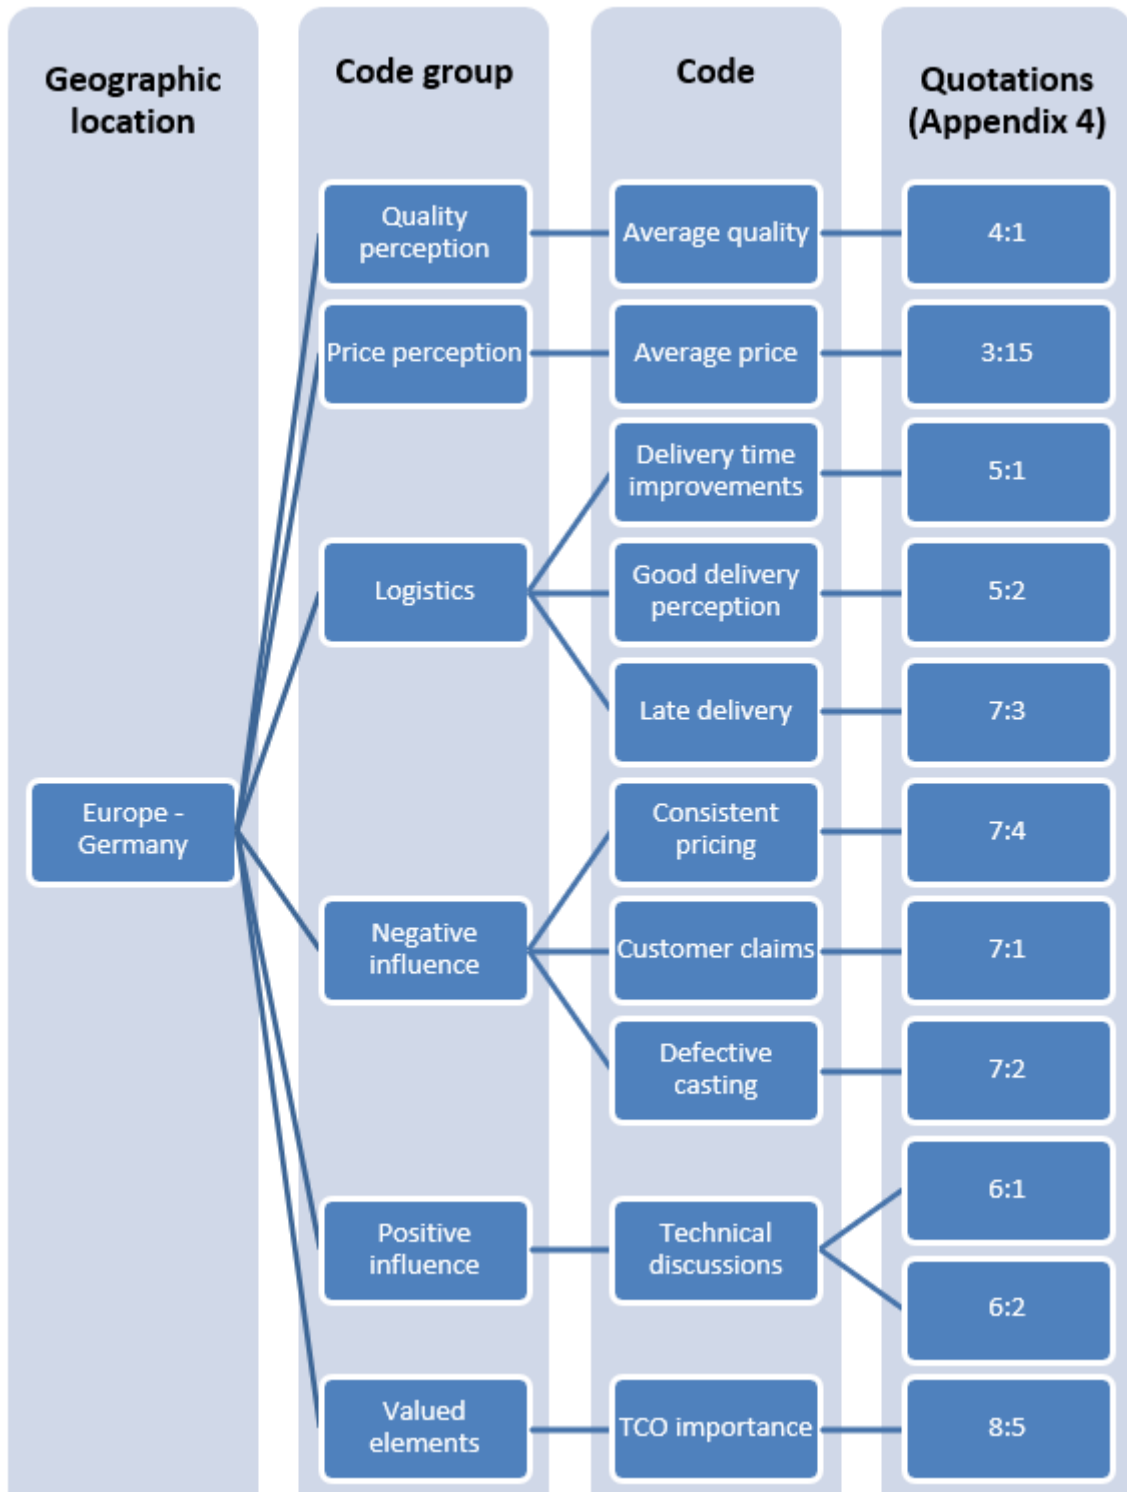 Geographic
location
Code group
Code
Quotations
(Appendix 4)
Quality
perception
Average quality
4:1
Price perception
Average price
3:15
Delivery time
improvements
5:1
Logistics
Good delivery
perception
5:2
Late delivery
7:3
Europe -
Germany
Consistent
pricing
7:4
Negative
influence
Customer claims
7:1
Defective
casting
7:2
Positive
influence
Technical
discussions
6:1
6:2
Valued
elements
TCO importance
8:5